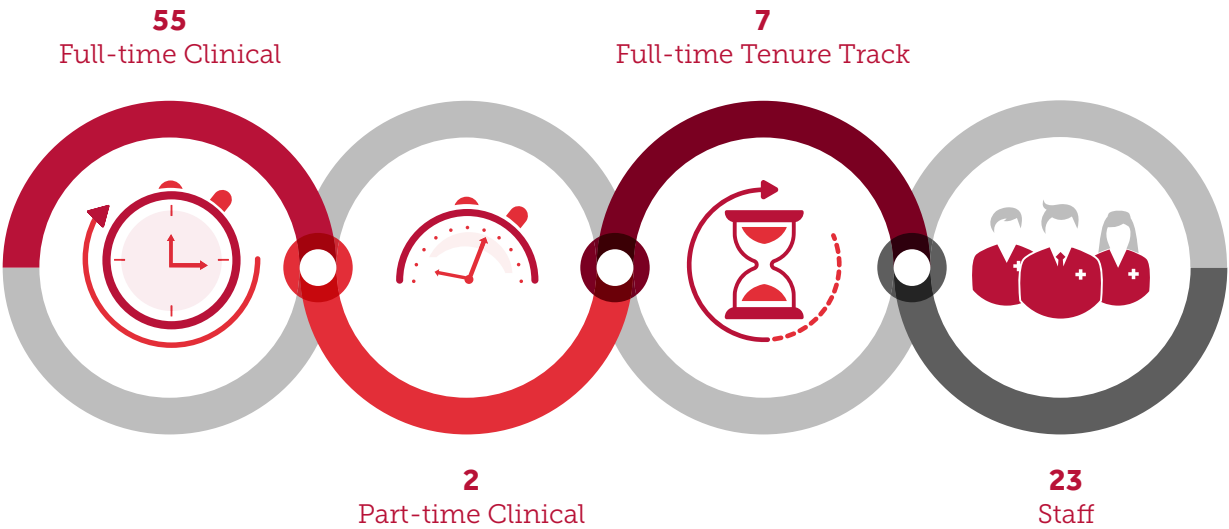 55
Full-time Clinical
7
Full-time Tenure Track
2
Part-time Clinical
23
Staff